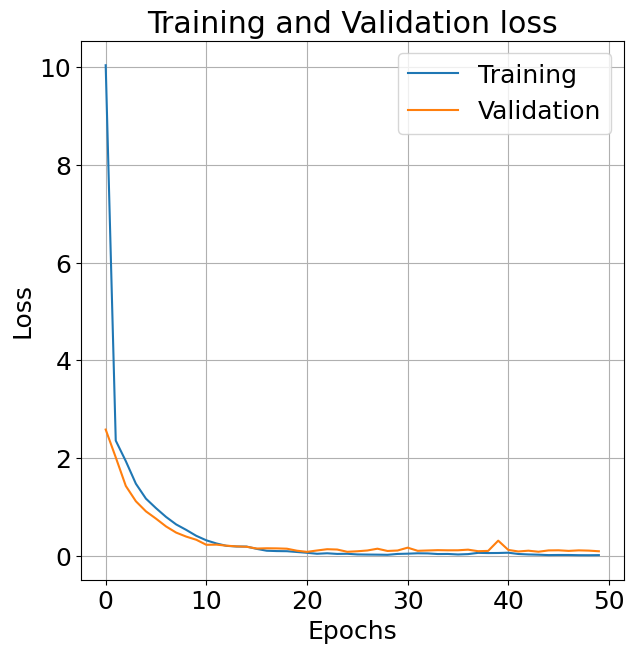 Training and Validation loss
Training
Validation
10
8
6
4
2
0
Loss
0 10 20 30 40 50
Epochs